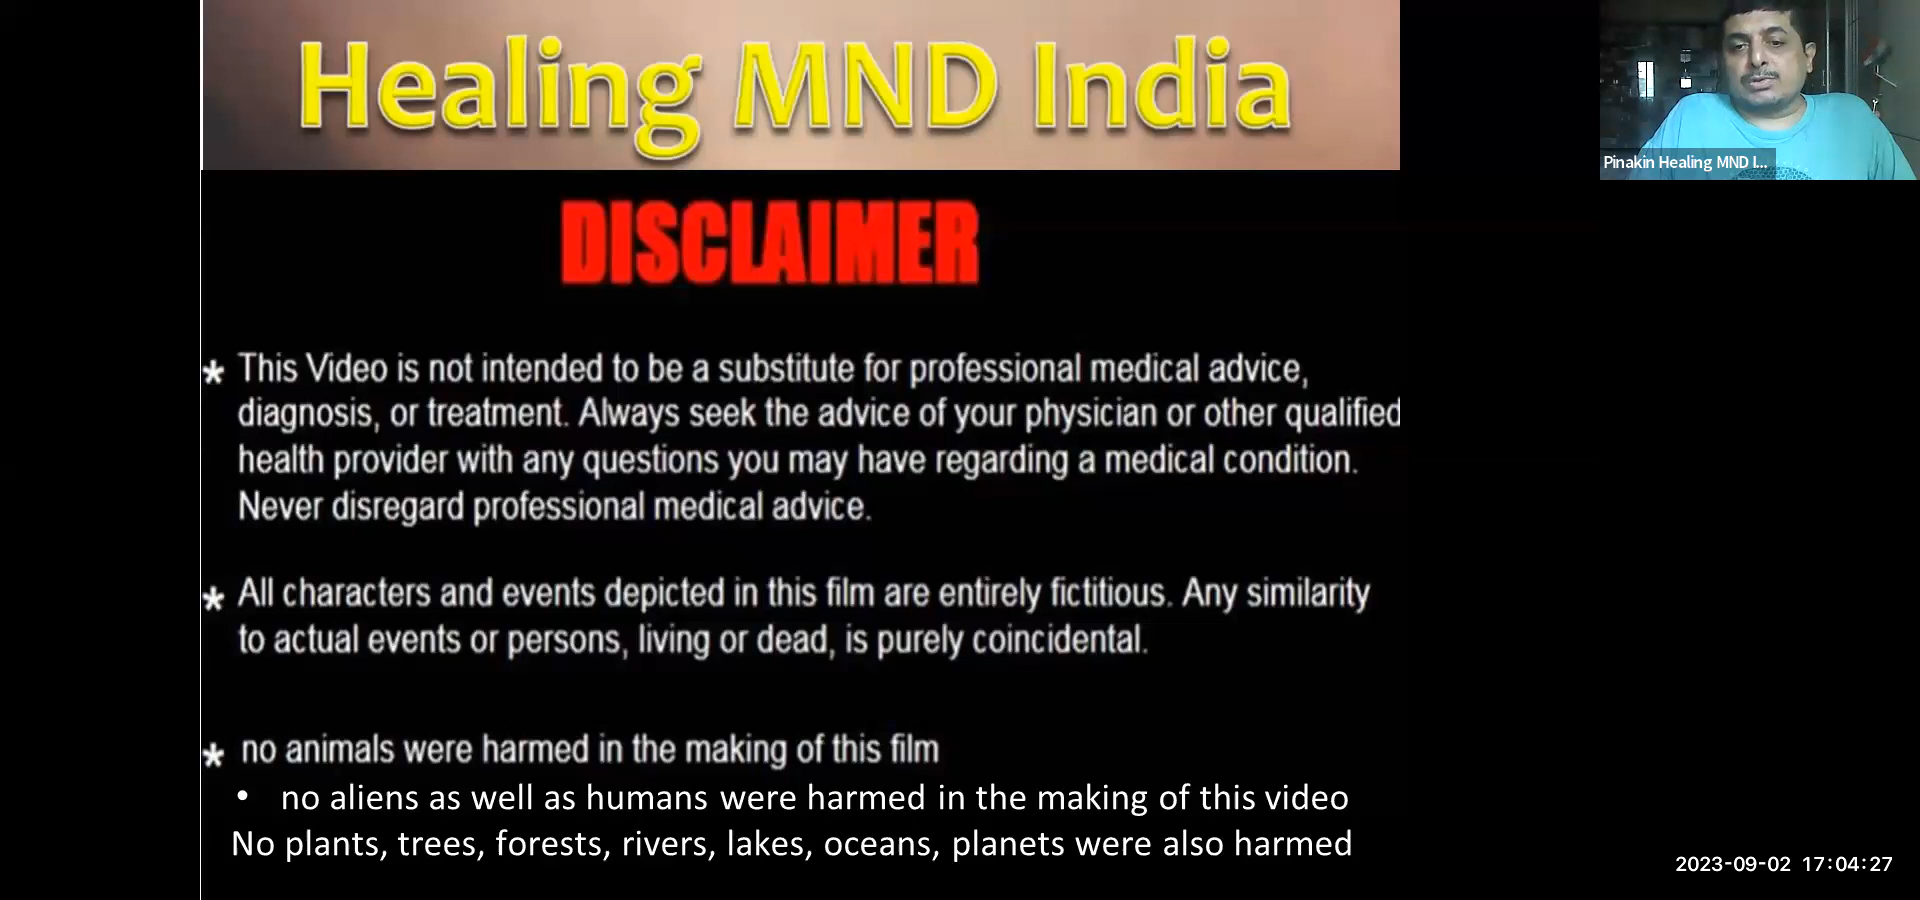 Healing MND India
Pinakin Healing MND I...
DISCLAIMER
* This Video is not intended to be a substitute for professional medical advice,
diagnosis, or treatment. Always seek the advice of your physician or other qualified
health provider with any questions you may have regarding a medical condition.
Never disregard professional medical advice.
* All characters and events depicted in this film are entirely fictitious. Any similarity
to actual events or persons, living or dead, is purely coincidental.
* no animals were harmed in the making of this film
• no aliens as well as humans were harmed in the making of this video
No plants, trees, forests, rivers, lakes, oceans, planets were also harmed
2023-09-02 17:04:27